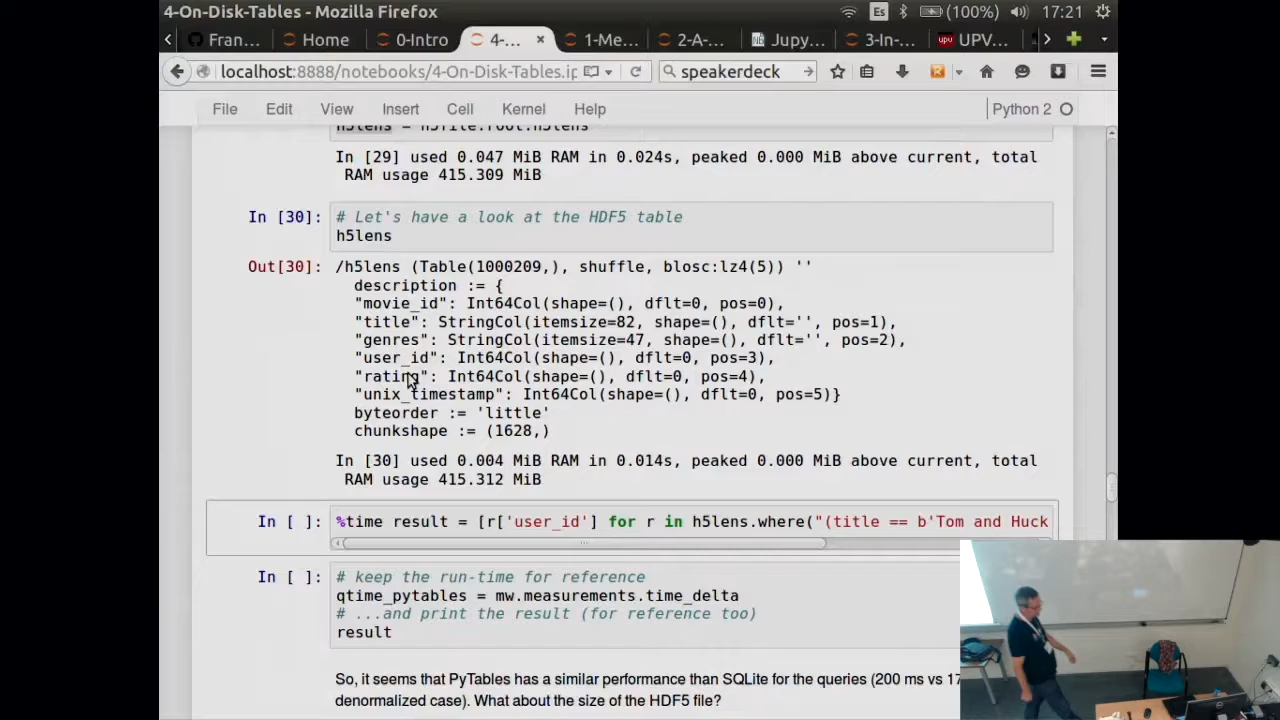 4-On-Disk-Tables - Mozilla Firefox
Es (100%) 17:21
Fran... Home 0-Intro 4-... × 1-Me... 2-A-... Jupy... 3-In-... UPV...
localhost:8888/notebooks/4-On-Disk-Tables.ip speakerdeck
File Edit View Insert Cell Kernel Help Python 2
h5lens = h5file.root.h5lens
In [29] used 0.047 MiB RAM in 0.024s, peaked 0.000 MiB above current, total
RAM usage 415.309 MiB
In [30]: # Let's have a look at the HDF5 table
h5lens
Out[30]: /h5lens (Table(1000209,), shuffle, blosc:lz4(5)) ''
description := {
"movie_id": Int64Col(shape=(), dflt=0, pos=0),
"title": StringCol(itemsize=82, shape=(), dflt='', pos=1),
"genres": StringCol(itemsize=47, shape=(), dflt='', pos=2),
"user_id": Int64Col(shape=(), dflt=0, pos=3),
"rating": Int64Col(shape=(), dflt=0, pos=4),
"unix_timestamp": Int64Col(shape=(), dflt=0, pos=5)}
byteorder := 'little'
chunkshape := (1628,)
In [30] used 0.004 MiB RAM in 0.014s, peaked 0.000 MiB above current, total
RAM usage 415.312 MiB
In [ ]: %time result = [r['user_id'] for r in h5lens.where("(title == b'Tom and Huck
In [ ]: # keep the run-time for reference
qtime_pytables = mw.measurements.time_delta
# ...and print the result (for reference too)
result
So, it seems that PyTables has a similar performance than SQLite for the queries (200 ms vs 17
denormalized case). What about the size of the HDF5 file?